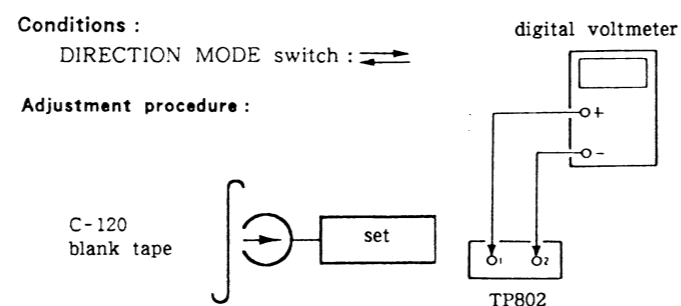 Conditions :
digital voltmeter
DIRECTION MODE switch : ⇄
Adjustment procedure :
+
-
C-120
blank tape
set
1 2
TP802